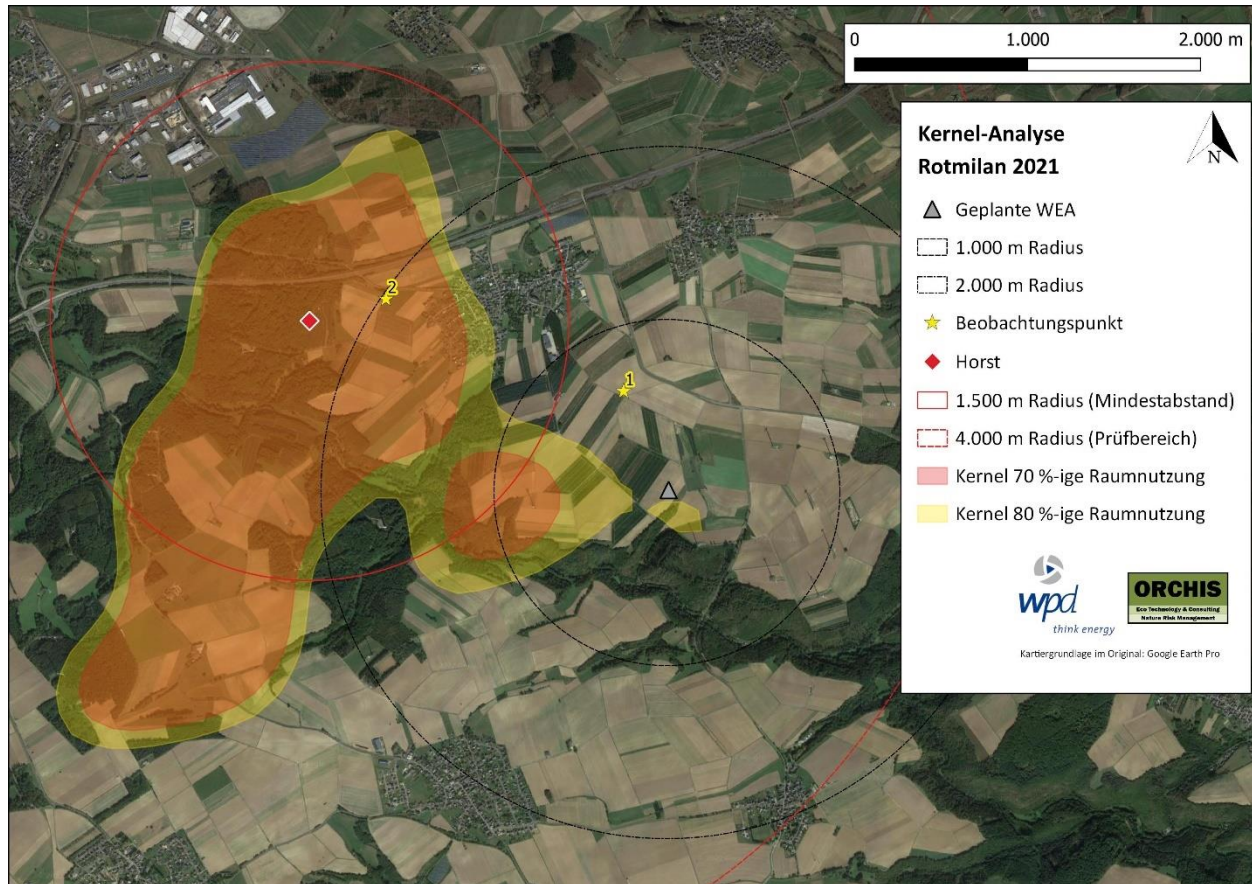 0 1.000 2.000 m
Kernel-Analyse
Rotmilan 2021
N
Geplante WEA
1.000 m Radius
2.000 m Radius
Beobachtungspunkt
Horst
1.500 m Radius (Mindestabstand)
4.000 m Radius (Prüfbereich)
Kernel 70 %-ige Raumnutzung
Kernel 80 %-ige Raumnutzung
wpd
think energy
ORCHIS
Eco Technology & Consulting
Nature Risk Management
Kartiergrundlage im Original: Google Earth Pro
2
1